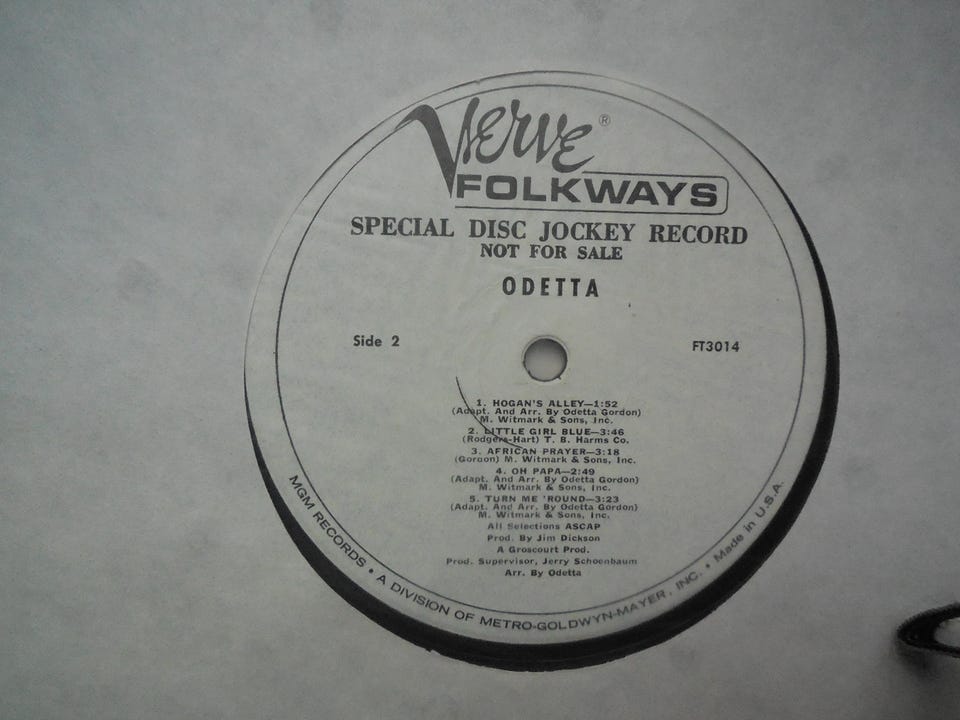 Verve ®
FOLKWAYS
SPECIAL DISC JOCKEY RECORD
NOT FOR SALE
ODETTA
Side 2
FT3014
1. HOGAN'S ALLEY—1:52
(Adapt. And Arr. By Odetta Gordon)
M. Witmark & Sons, Inc.
2. LITTLE GIRL BLUE—3:46
(Rodgers-Hart) T. B. Harms Co.
3. AFRICAN PRAYER—3:18
(Gordon) M. Witmark & Sons, Inc.
4. OH PAPA—2:49
(Adapt. And Arr. By Odetta Gordon)
M. Witmark & Sons, Inc.
5. TURN ME 'ROUND—3:23
(Adapt. And Arr. By Odetta Gordon)
M. Witmark & Sons, Inc.
All Selections ASCAP
Prod. By Jim Dickson
A Groscourt Prod.
Prod. Supervisor, Jerry Schoenbaum
Arr. By Odetta
MGM RECORDS • A DIVISION OF METRO-GOLDWYN-MAYER, INC. • Made in U.S.A.